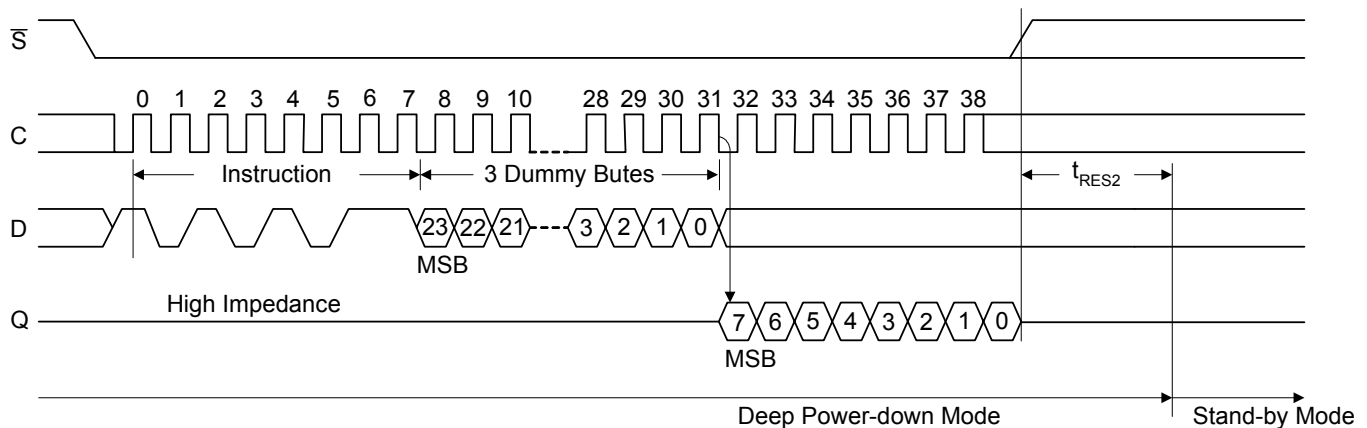 S
0 1 2 3 4 5 6 7 8 9 10 28 29 30 31 32 33 34 35 36 37 38
C
Instruction 3 Dummy Butes tRES2
D 23 22 21 3 2 1 0
MSB
High Impedance
Q 7 6 5 4 3 2 1 0
MSB
Deep Power-down Mode Stand-by Mode